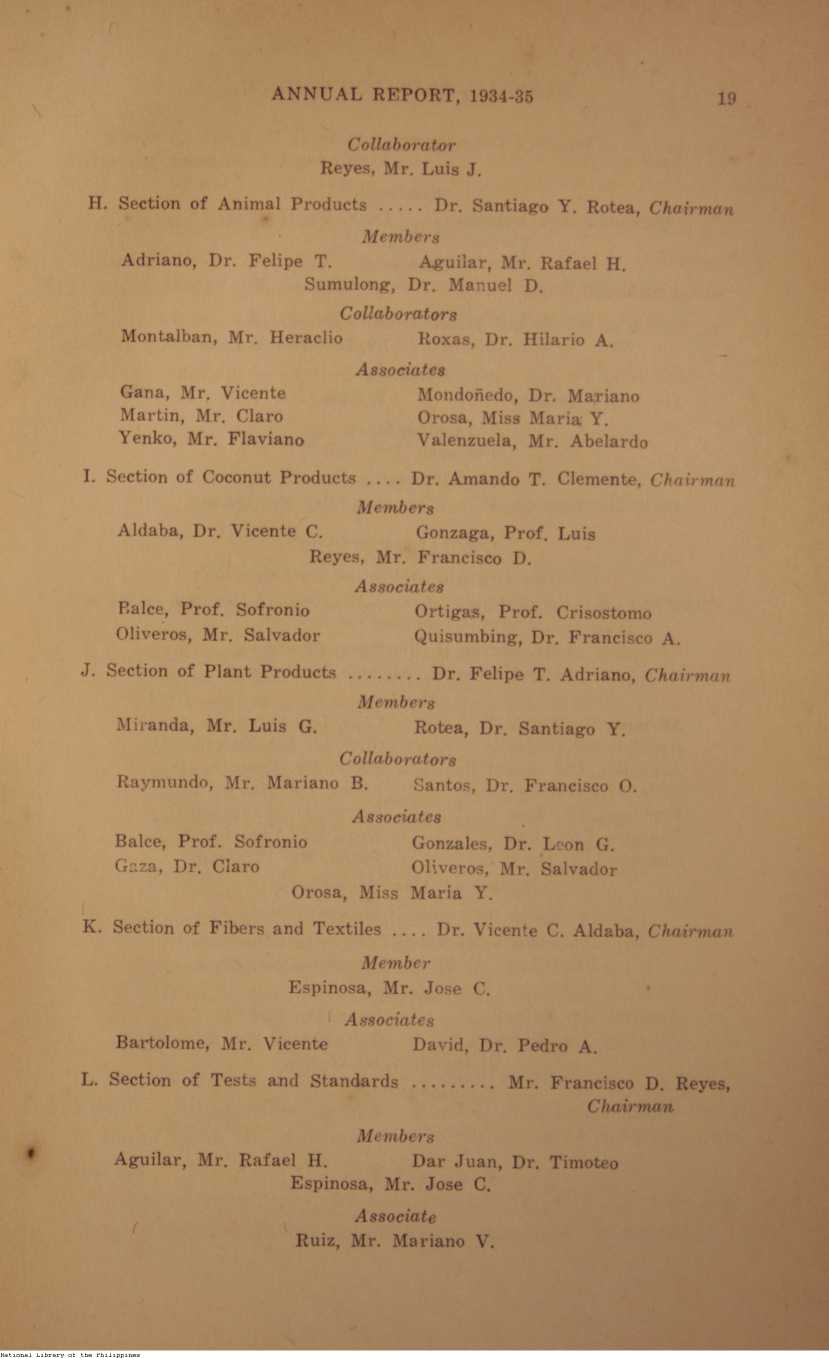 ANNUAL REPORT, 1934-35 19
Collaborator
Reyes, Mr. Luis J.
H. Section of Animal Products ..... Dr. Santiago Y. Rotea, Chairman
Members
Adriano, Dr. Felipe T. Aguilar, Mr. Rafael H.
Sumulong, Dr. Manuel D.
Collaborators
Montalban, Mr. Heraclio Roxas, Dr. Hilario A.
Associates
Gana, Mr. Vicente Mondoñedo, Dr. Mariano
Martin, Mr. Claro Orosa, Miss Maria Y.
Yenko, Mr. Flaviano Valenzuela, Mr. Abelardo
I. Section of Coconut Products .... Dr. Amando T. Clemente, Chairman
Members
Aldaba, Dr. Vicente C. Gonzaga, Prof. Luis
Reyes, Mr. Francisco D.
Associates
Balce, Prof. Sofronio Ortigas, Prof. Crisostomo
Oliveros, Mr. Salvador Quisumbing, Dr. Francisco A.
J. Section of Plant Products ........ Dr. Felipe T. Adriano, Chairman
Members
Miranda, Mr. Luis G. Rotea, Dr. Santiago Y.
Collaborators
Raymundo, Mr. Mariano B. Santos, Dr. Francisco O.
Associates
Balce, Prof. Sofronio Gonzales, Dr. Leon G.
Gaza, Dr. Claro Oliveros, Mr. Salvador
Orosa, Miss Maria Y.
K. Section of Fibers and Textiles .... Dr. Vicente C. Aldaba, Chairman
Member
Espinosa, Mr. Jose C.
Associates
Bartolome, Mr. Vicente David, Dr. Pedro A.
L. Section of Tests and Standards ......... Mr. Francisco D. Reyes,
Chairman
Members
Aguilar, Mr. Rafael H. Dar Juan, Dr. Timoteo
Espinosa, Mr. Jose C.
Associate
Ruiz, Mr. Mariano V.
National Library of the Philippines